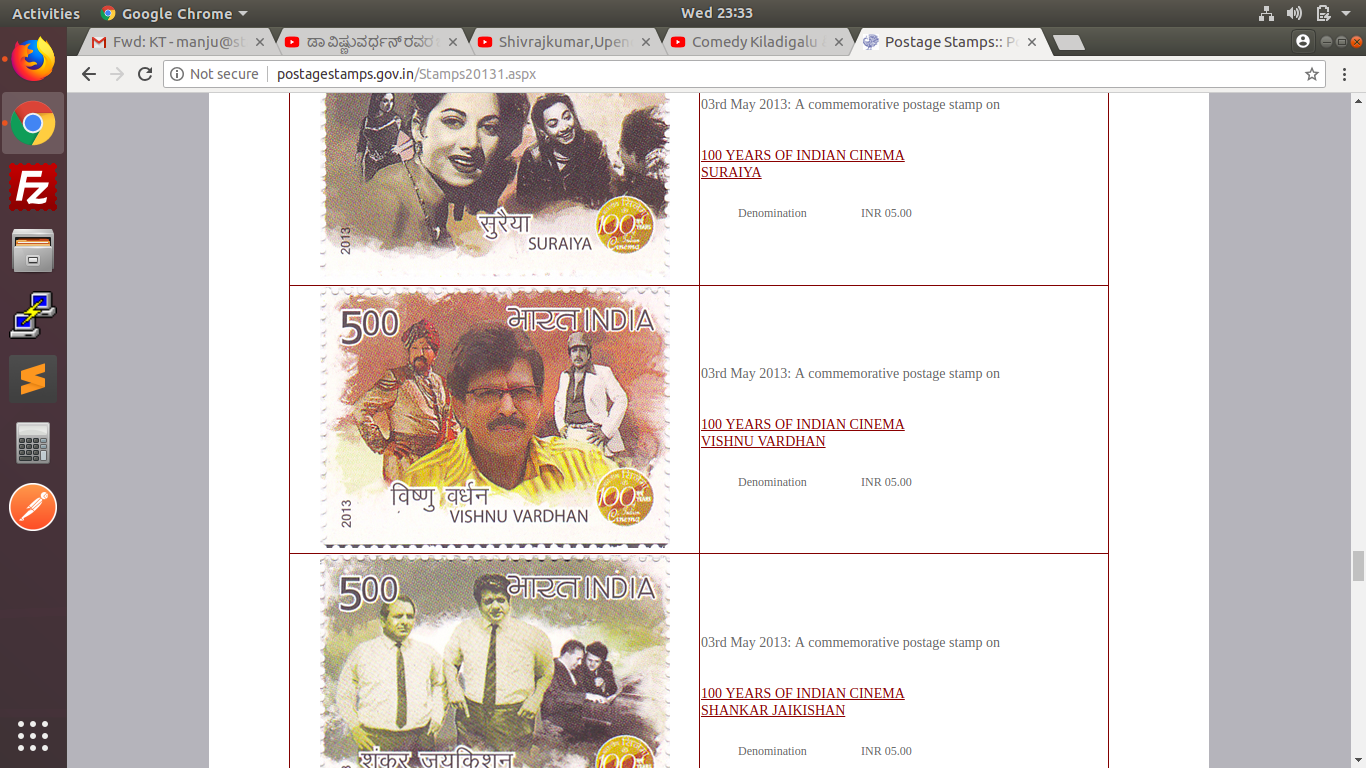 Activities
Google Chrome
Wed 23:33
Fwd: KT - manju@st
ಡಾ ವಿಷ್ಣುವರ್ಧನ್ ರವರ
Shivrajkumar,Upen
Comedy Kiladigalu
Postage Stamps:: P
Not secure
postagestamps.gov.in/Stamps20131.aspx
सुरैया
SURAIYA
2013
100 YEARS
Indian
Cinema
03rd May 2013: A commemorative postage stamp on
100 YEARS OF INDIAN CINEMA
SURAIYA
Denomination INR 05.00
500
भारत INDIA
विष्णु वर्धन
VISHNU VARDHAN
2013
100 YEARS
Indian
Cinema
03rd May 2013: A commemorative postage stamp on
100 YEARS OF INDIAN CINEMA
VISHNU VARDHAN
Denomination INR 05.00
500
भारत INDIA
शंकर जयकिशन
100 YEARS
03rd May 2013: A commemorative postage stamp on
100 YEARS OF INDIAN CINEMA
SHANKAR JAIKISHAN
Denomination INR 05.00